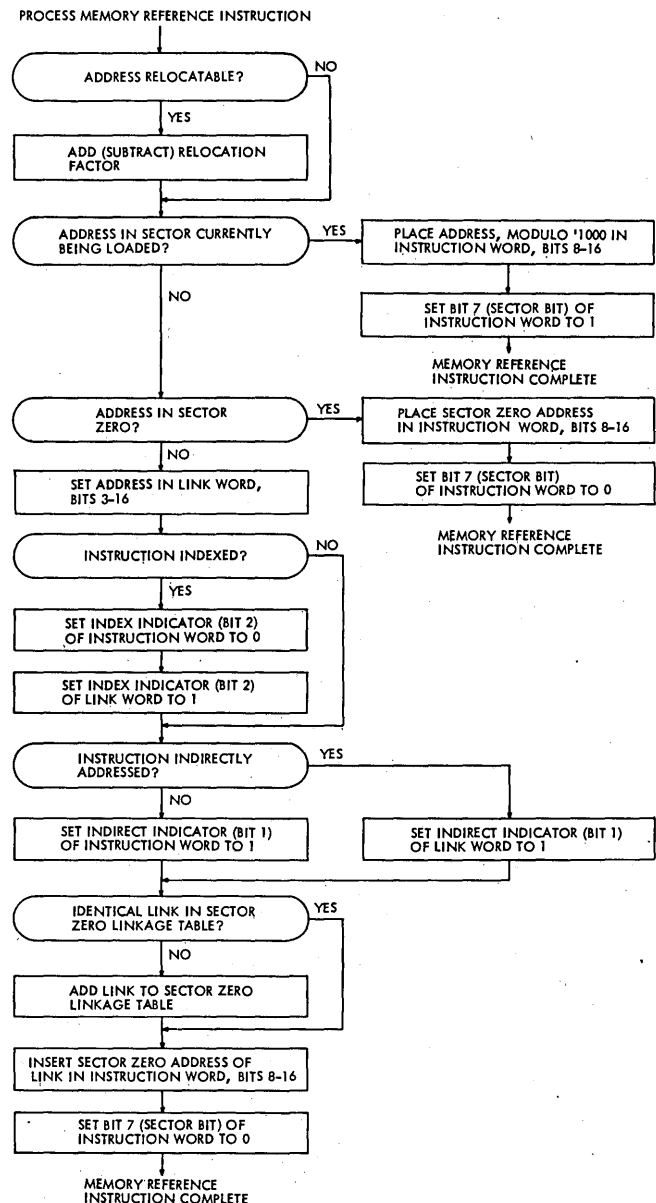 PROCESS MEMORY REFERENCE INSTRUCTION
ADDRESS RELOCATABLE?
NO
YES
ADD (SUBTRACT) RELOCATION
FACTOR
ADDRESS IN SECTOR CURRENTLY
BEING LOADED?
YES
PLACE ADDRESS, MODULO '1000 IN
INSTRUCTION WORD, BITS 8-16
NO
SET BIT 7 (SECTOR BIT) OF
INSTRUCTION WORD TO 1
MEMORY REFERENCE
INSTRUCTION COMPLETE
ADDRESS IN SECTOR
ZERO?
YES
PLACE SECTOR ZERO ADDRESS
IN INSTRUCTION WORD, BITS 8-16
NO
SET ADDRESS IN LINK WORD,
BITS 3-16
SET BIT 7 (SECTOR BIT)
OF INSTRUCTION WORD TO 0
MEMORY REFERENCE
INSTRUCTION COMPLETE
INSTRUCTION INDEXED?
NO
YES
SET INDEX INDICATOR (BIT 2)
OF INSTRUCTION WORD TO 0
SET INDEX INDICATOR (BIT 2)
OF LINK WORD TO 1
INSTRUCTION INDIRECTLY
ADDRESSED?
YES
NO
SET INDIRECT INDICATOR (BIT 1)
OF INSTRUCTION WORD TO 1
SET INDIRECT INDICATOR (BIT 1)
OF LINK WORD TO 1
IDENTICAL LINK IN SECTOR
ZERO LINKAGE TABLE?
YES
NO
ADD LINK TO SECTOR ZERO
LINKAGE TABLE
INSERT SECTOR ZERO ADDRESS OF
LINK IN INSTRUCTION WORD, BITS 8-16
SET BIT 7 (SECTOR BIT) OF
INSTRUCTION WORD TO 0
MEMORY REFERENCE
INSTRUCTION COMPLETE